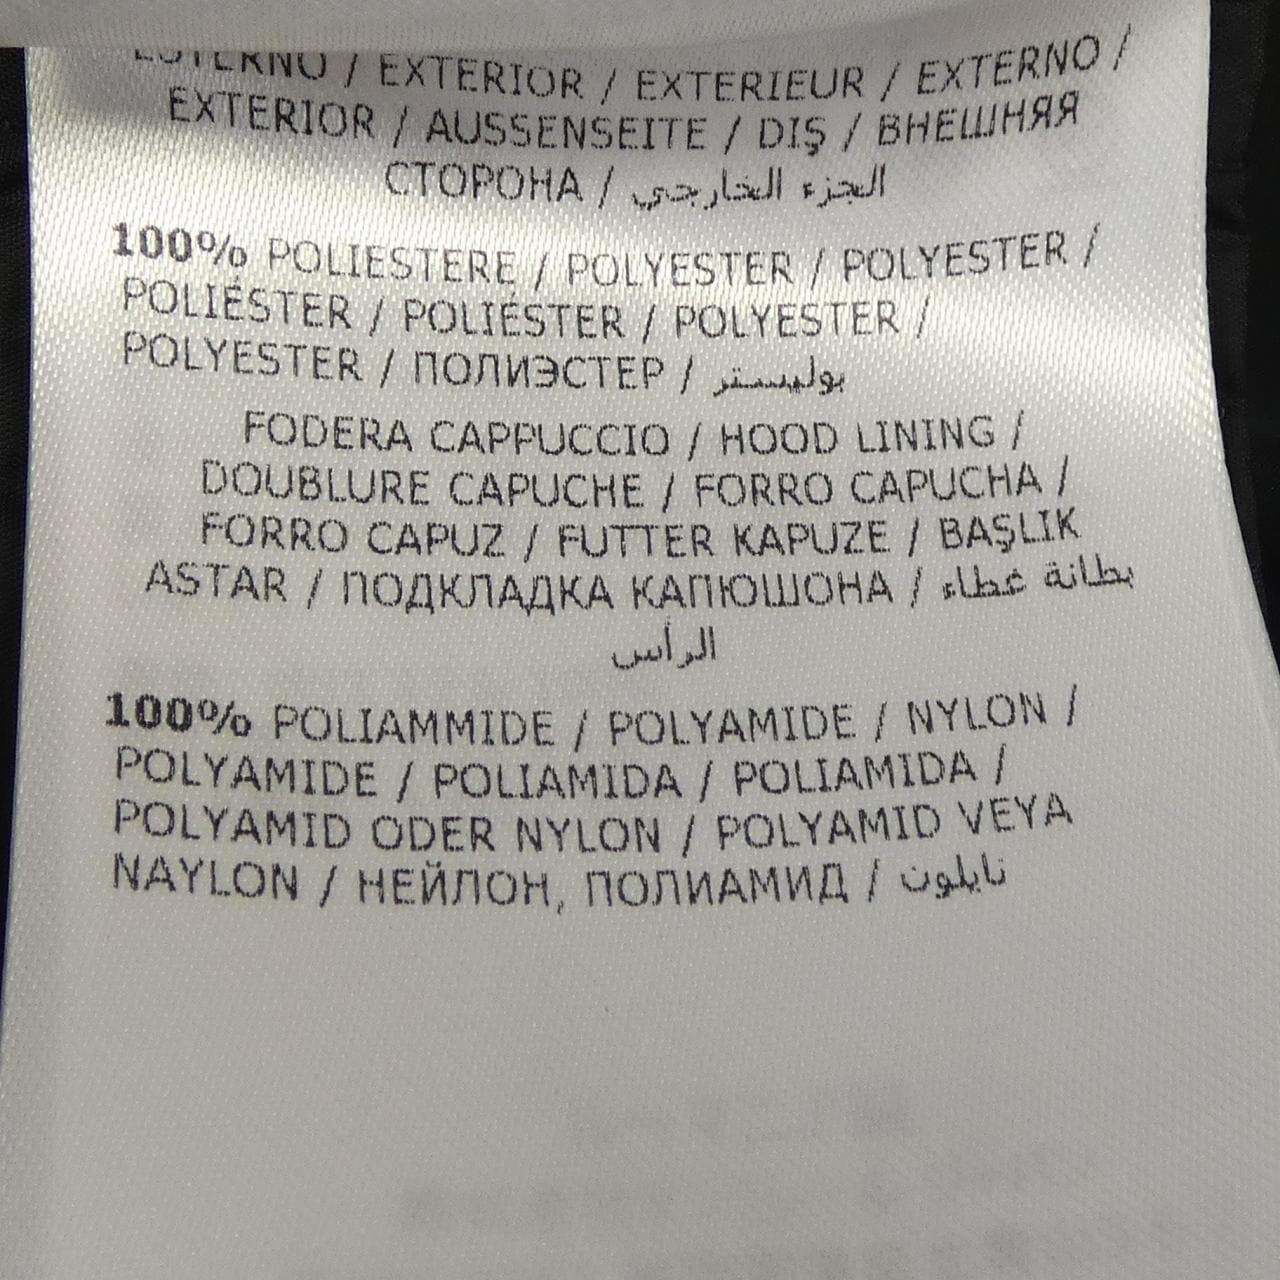 ESTERNO / EXTERIOR / EXTERIEUR / EXTERNO /
EXTERIOR / AUSSENSEITE / DIŞ / ВНЕШНЯЯ
СТОРОНА / الجزء الخارجي
100% POLIESTERE / POLYESTER / POLYESTER /
POLIÉSTER / POLIÉSTER / POLYESTER /
POLYESTER / ПОЛИЭСТЕР / بوليستر
FODERA CAPPUCCIO / HOOD LINING /
DOUBLURE CAPUCHE / FORRO CAPUCHA /
FORRO CAPUZ / FUTTER KAPUZE / BAŞLIK
ASTAR / ПОДКЛАДКА КАПЮШОНА / بطانة غطاء
الرأس
100% POLIAMMIDE / POLYAMIDE / NYLON /
POLYAMIDE / POLIAMIDA / POLIAMIDA /
POLYAMID ODER NYLON / POLYAMID VEYA
NAYLON / НЕЙЛОН, ПОЛИАМИД / نايلون